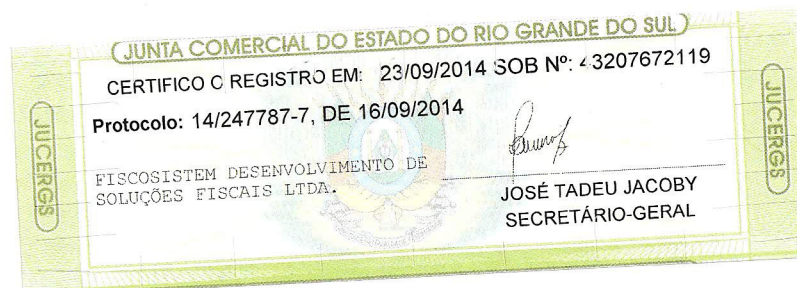 JUNTA COMERCIAL DO ESTADO DO RIO GRANDE DO SUL
CERTIFICO O REGISTRO EM: 23/09/2014 SOB Nº: 43207672119
Protocolo: 14/247787-7, DE 16/09/2014
FISCOSISTEM DESENVOLVIMENTO DE
SOLUÇÕES FISCAIS LTDA.
JOSÉ TADEU JACOBY
SECRETÁRIO-GERAL
JUCERGS
JUCERGS